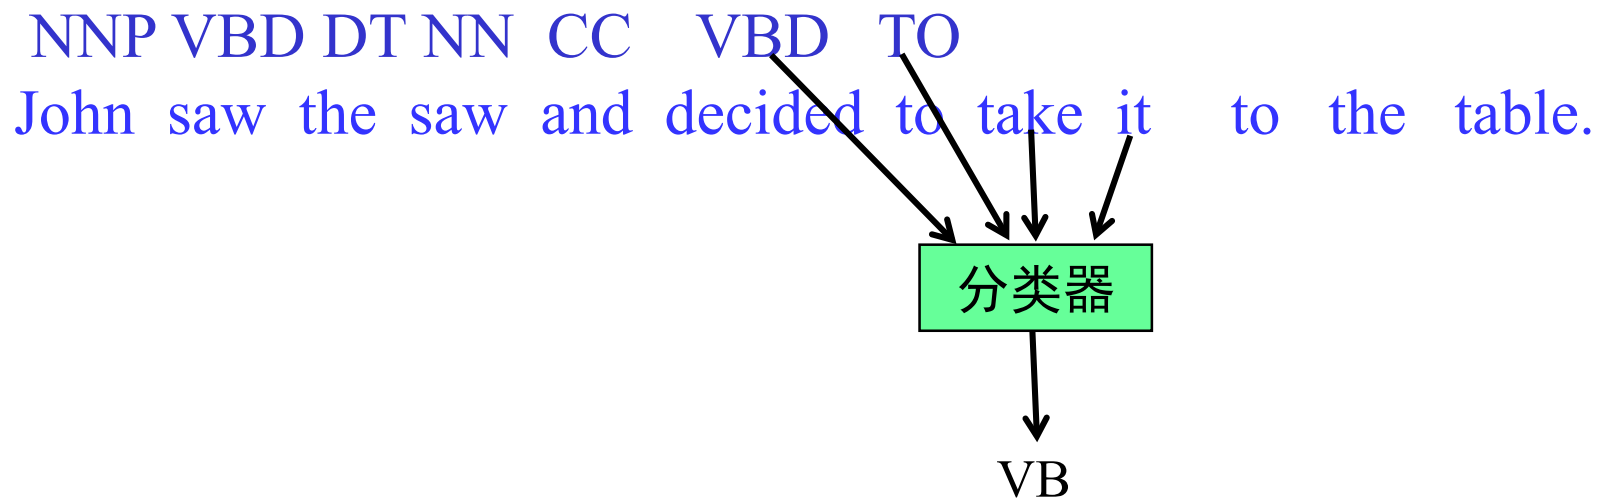 NNP VBD DT NN CC VBD TO
John saw the saw and decided to take it to the table.
分类器
VB